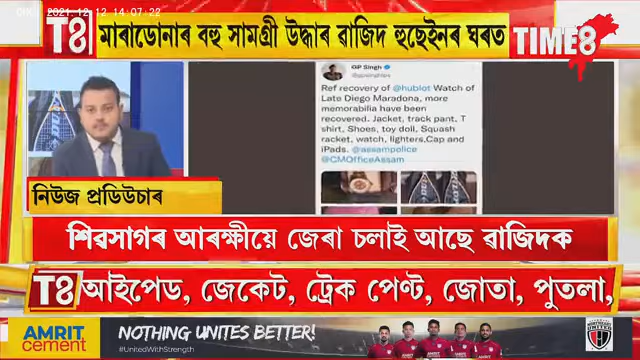 2021.12.12 14:07:22
T8 মাৰাডোনাৰ বহু সামগ্ৰী উদ্ধাৰ ৱাজিদ হুছেইনৰ ঘৰত TIME8
GP Singh
Ref recovery of @hublot Watch of
Late Diego Maradona, more
memorabilia have been
recovered. Jacket, track pant, T
shirt, Shoes, toy doll, Squash
racket, watch, lighters,Cap and
iPads. @assampolice
@CMOfficeAssam
নিউজ প্ৰডিউচাৰ
শিৱসাগৰ আৰক্ষীয়ে জেৰা চলাই আছে ৱাজিদক
T8 আইপেড, জেকেট, ট্ৰেক পেণ্ট, জোতা, পুতলা,
AMRIT
cement
NOTHING UNITES BETTER!
#UnitedWithStrength